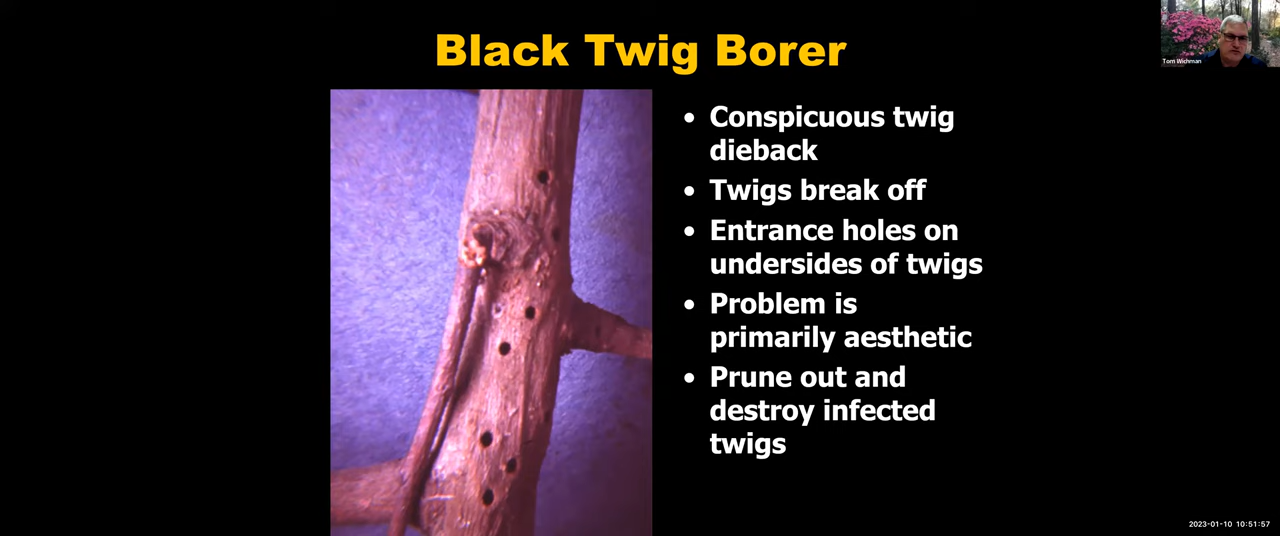 Black Twig Borer
Tom Wichman
• Conspicuous twig
dieback
• Twigs break off
• Entrance holes on
undersides of twigs
• Problem is
primarily aesthetic
• Prune out and
destroy infected
twigs
2023-01-10 10:51:57